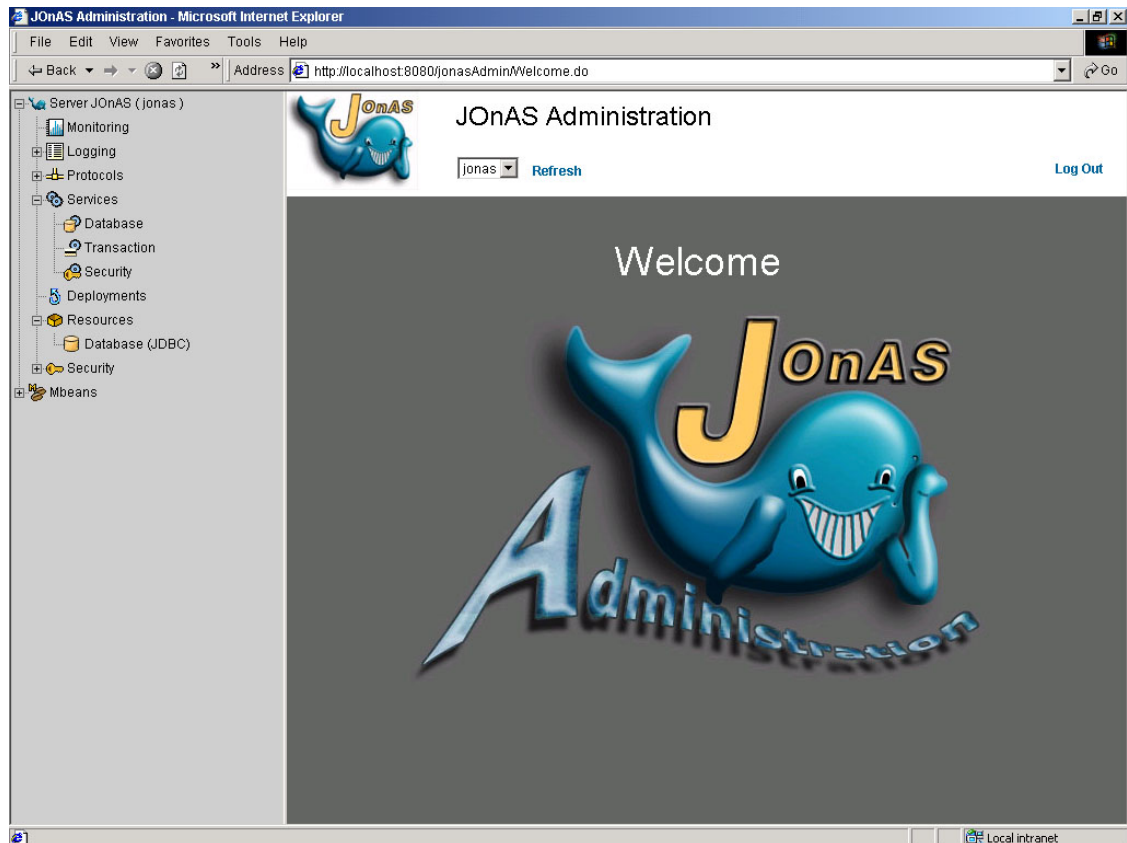 JOnAS Administration - Microsoft Internet Explorer
File Edit View Favorites Tools Help
Back » Address http://localhost:8080/jonasAdmin/Welcome.do Go
Server JOnAS ( jonas )
Monitoring
Logging
Protocols
Services
Database
Transaction
Security
Deployments
Resources
Database (JDBC)
Security
Mbeans
JOnAS
JOnAS Administration
jonas Refresh Log Out
Welcome
JOnAS
Administration
Local intranet